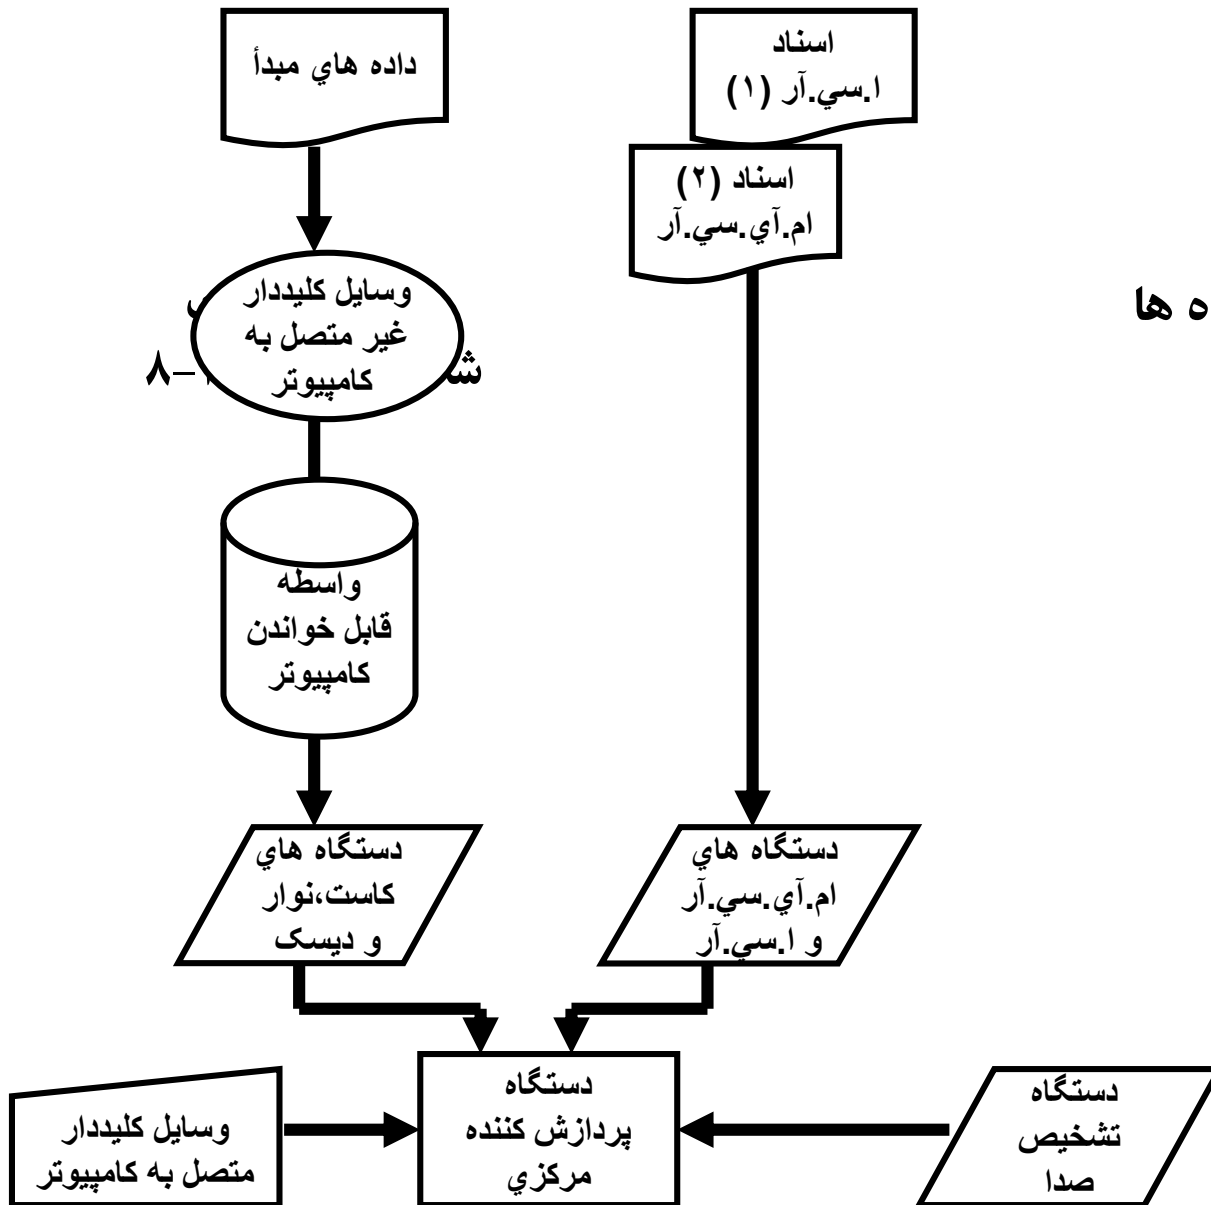 داده هاي مبدأ
اسناد
ا.سي.آر (۱)
اسناد (۲)
ام.آي.سي.آر
وسايل كليددار
غير متصل به
كامپيوتر
ه ها
۸–
واسطه
قابل خواندن
كامپيوتر
دستگاه هاي
كاست،نوار
و ديسک
دستگاه هاي
ام.آي.سي.آر
و ا.سي.آر
وسايل كليددار
متصل به كامپيوتر
دستگاه
پردازش كننده
مركزي
دستگاه
تشخيص
صدا